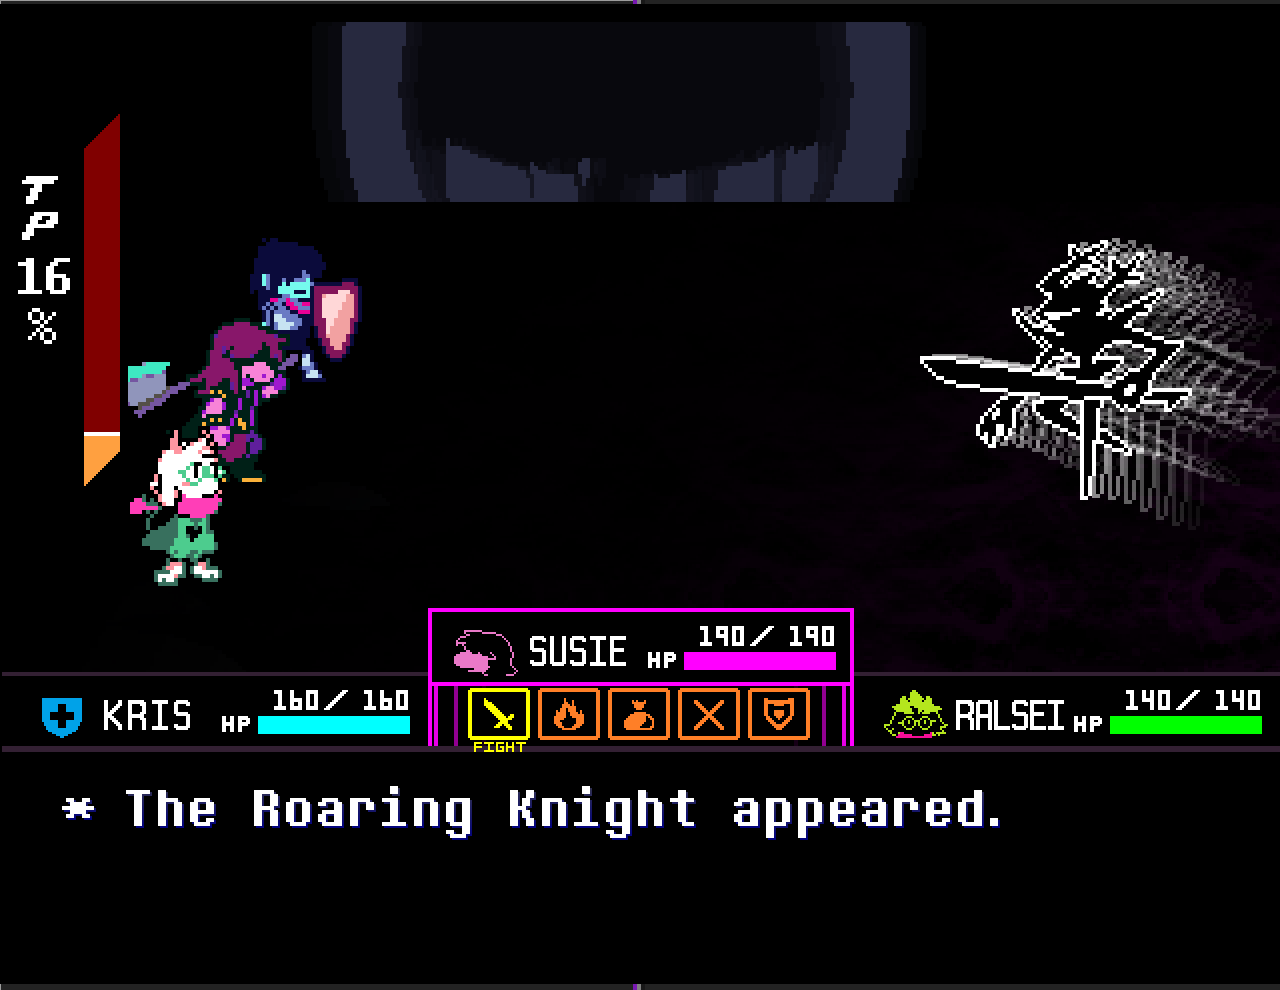 TP
16
%
SUSIE HP 190/ 190
KRIS HP 160/ 160
FIGHT
RALSEI HP 140/ 140
* The Roaring Knight appeared.